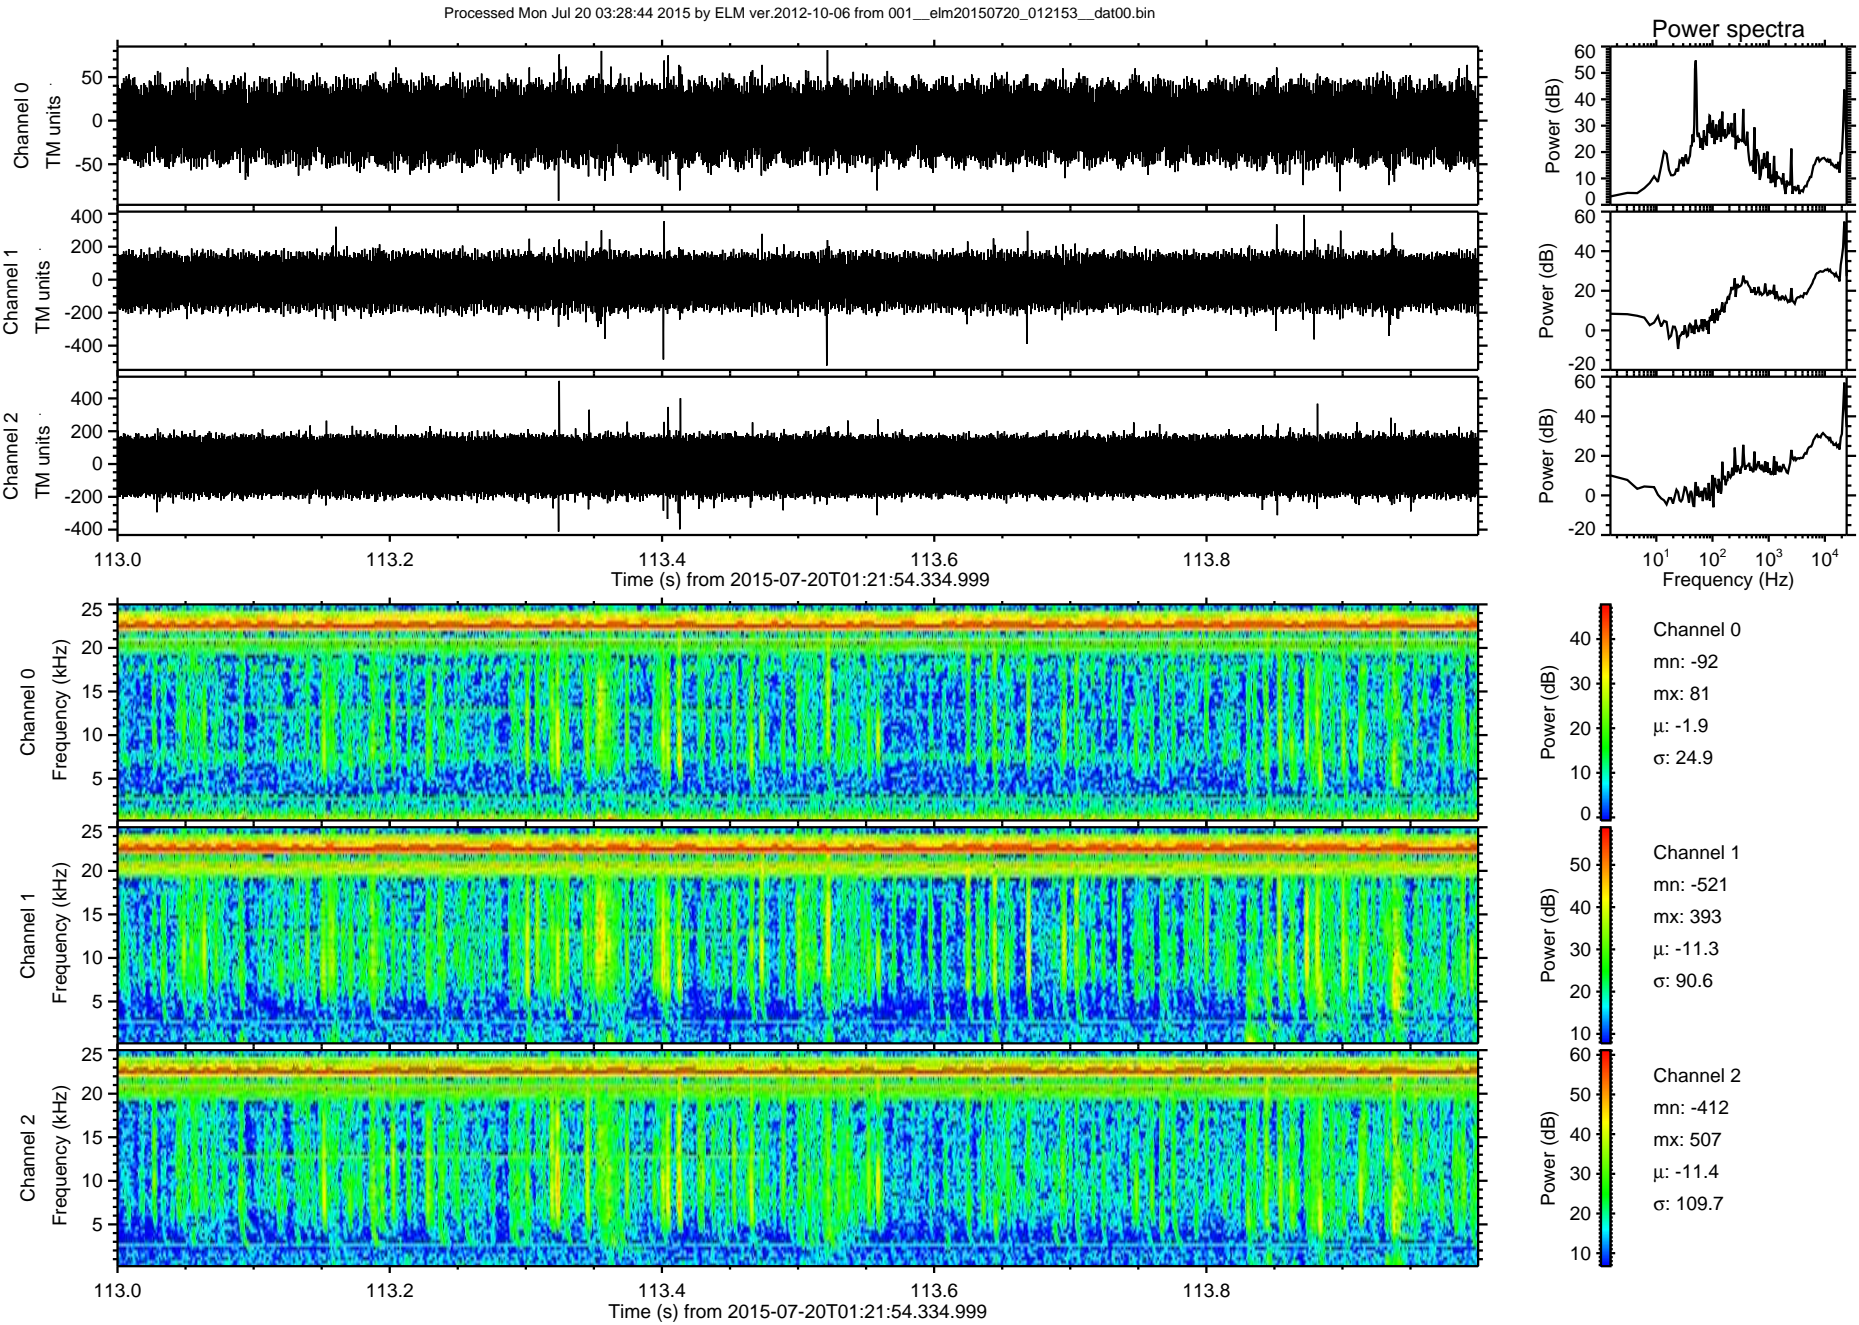 Processed Mon Jul 20 03:28:44 2015 by ELM ver.2012-10-06 from 001__elm20150720_012153__dat00.bin
Power spectra
Channel 0
TM units
50
0
-50
Power (dB)
60
50
40
30
20
10
0
Channel 1
TM units
400
200
0
-200
-400
Power (dB)
60
40
20
0
-20
Channel 2
TM units
400
200
0
-200
-400
Power (dB)
60
40
20
0
-20
113.0 113.2 113.4 113.6 113.8
Time (s) from 2015-07-20T01:21:54.334.999
10^1 10^2 10^3 10^4
Frequency (Hz)
Channel 0
Frequency (kHz)
25
20
15
10
5
Power (dB)
40
30
20
10
0
Channel 0
mn: -92
mx: 81
μ: -1.9
σ: 24.9
Channel 1
Frequency (kHz)
25
20
15
10
5
Power (dB)
50
40
30
20
10
Channel 1
mn: -521
mx: 393
μ: -11.3
σ: 90.6
Channel 2
Frequency (kHz)
25
20
15
10
5
Power (dB)
60
50
40
30
20
10
Channel 2
mn: -412
mx: 507
μ: -11.4
σ: 109.7
113.0 113.2 113.4 113.6 113.8
Time (s) from 2015-07-20T01:21:54.334.999